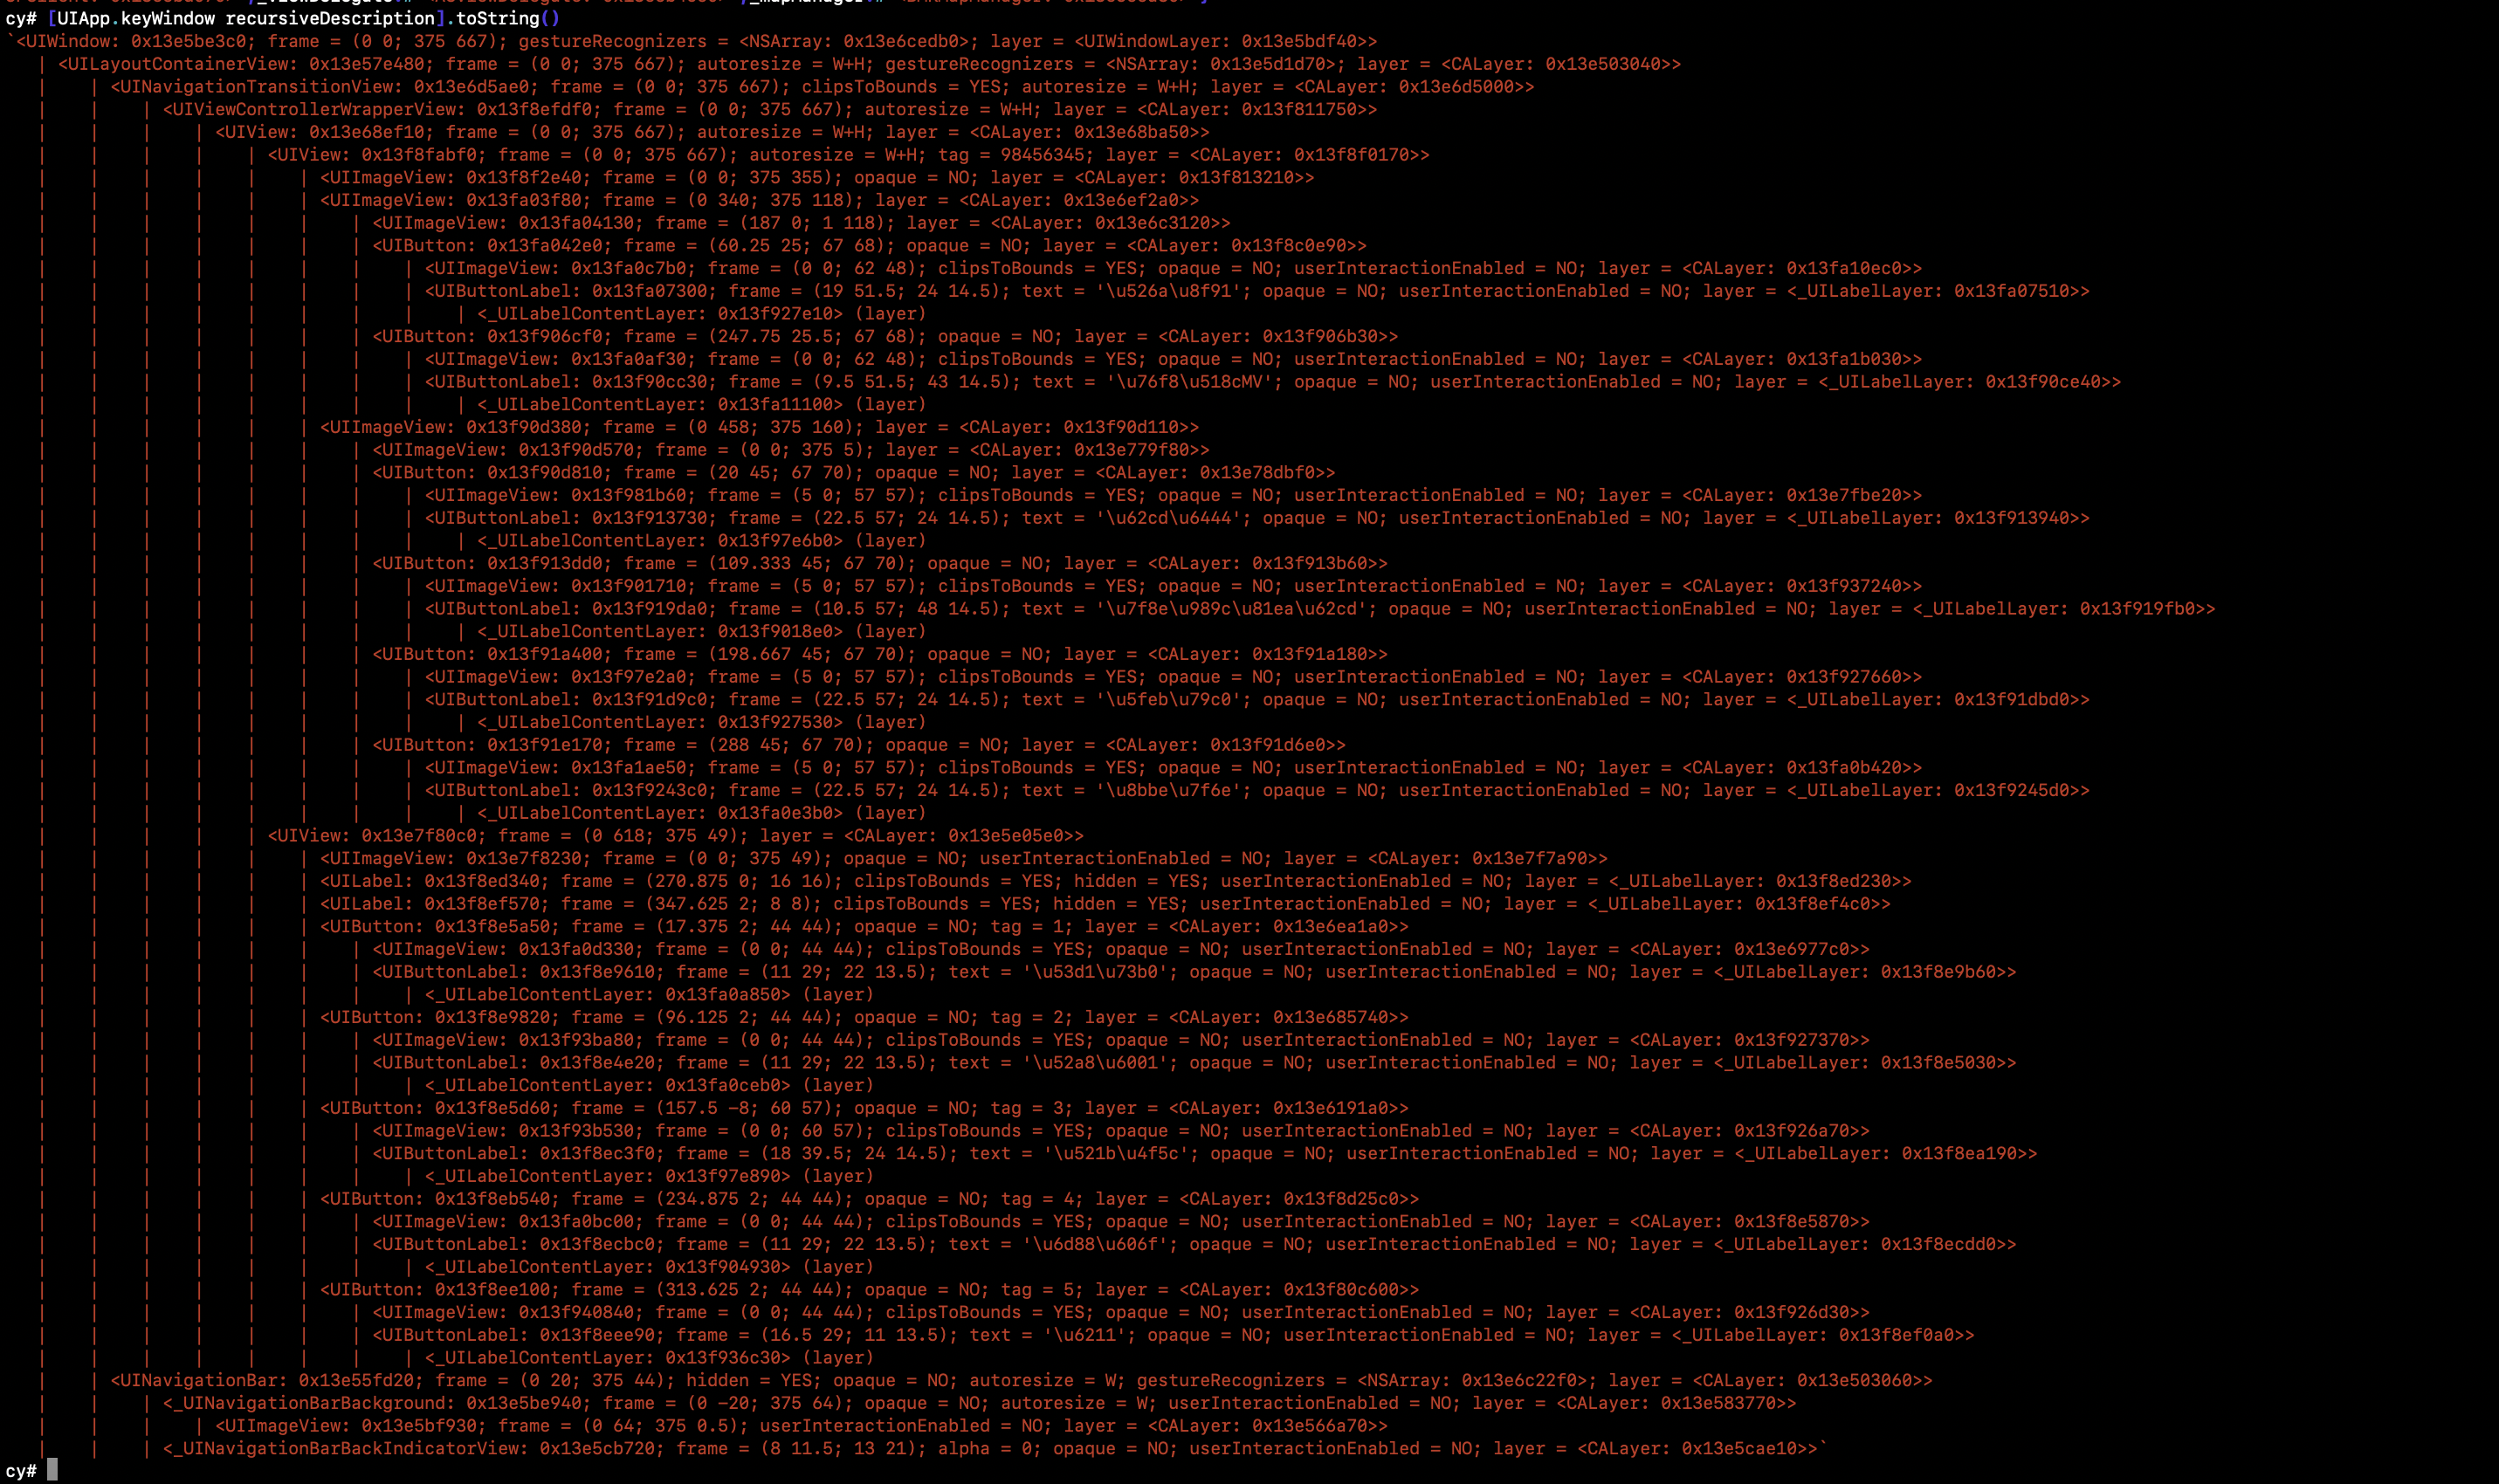 cy# [UIApp.keyWindow recursiveDescription].toString()
`<UIWindow: 0x13e5be3c0; frame = (0 0; 375 667); gestureRecognizers = <NSArray: 0x13e6cedb0>; layer = <UIWindowLayer: 0x13e5bdf40>>
| <UILayoutContainerView: 0x13e57e480; frame = (0 0; 375 667); autoresize = W+H; gestureRecognizers = <NSArray: 0x13e5d1d70>; layer = <CALayer: 0x13e503040>>
| | <UINavigationTransitionView: 0x13e6d5ae0; frame = (0 0; 375 667); clipsToBounds = YES; autoresize = W+H; layer = <CALayer: 0x13e6d5000>>
| | | <UIViewControllerWrapperView: 0x13f8efdf0; frame = (0 0; 375 667); autoresize = W+H; layer = <CALayer: 0x13f811750>>
| | | | <UIView: 0x13e68ef10; frame = (0 0; 375 667); autoresize = W+H; layer = <CALayer: 0x13e68ba50>>
| | | | | <UIView: 0x13f8fabf0; frame = (0 0; 375 667); autoresize = W+H; tag = 98456345; layer = <CALayer: 0x13f8f0170>>
| | | | | | <UIImageView: 0x13f8f2e40; frame = (0 0; 375 355); opaque = NO; layer = <CALayer: 0x13f813210>>
| | | | | | <UIImageView: 0x13fa03f80; frame = (0 340; 375 118); layer = <CALayer: 0x13e6ef2a0>>
| | | | | | | <UIImageView: 0x13fa04130; frame = (187 0; 1 118); layer = <CALayer: 0x13e6c3120>>
| | | | | | | <UIButton: 0x13fa042e0; frame = (60.25 25; 67 68); opaque = NO; layer = <CALayer: 0x13f8c0e90>>
| | | | | | | | <UIImageView: 0x13fa0c7b0; frame = (0 0; 62 48); clipsToBounds = YES; opaque = NO; userInteractionEnabled = NO; layer = <CALayer: 0x13fa10ec0>>
| | | | | | | | <UIButtonLabel: 0x13fa07300; frame = (19 51.5; 24 14.5); text = '\u526a\u8f91'; opaque = NO; userInteractionEnabled = NO; layer = <_UILabelLayer: 0x13fa07510>>
| | | | | | | | | <_UILabelContentLayer: 0x13f927e10> (layer)
| | | | | | | <UIButton: 0x13f906cf0; frame = (247.75 25.5; 67 68); opaque = NO; layer = <CALayer: 0x13f906b30>>
| | | | | | | | <UIImageView: 0x13fa0af30; frame = (0 0; 62 48); clipsToBounds = YES; opaque = NO; userInteractionEnabled = NO; layer = <CALayer: 0x13fa1b030>>
| | | | | | | | <UIButtonLabel: 0x13f90cc30; frame = (9.5 51.5; 43 14.5); text = '\u76f8\u518cMV'; opaque = NO; userInteractionEnabled = NO; layer = <_UILabelLayer: 0x13f90ce40>>
| | | | | | | | | <_UILabelContentLayer: 0x13fa11100> (layer)
| | | | | | <UIImageView: 0x13f90d380; frame = (0 458; 375 160); layer = <CALayer: 0x13f90d110>>
| | | | | | | <UIImageView: 0x13f90d570; frame = (0 0; 375 5); layer = <CALayer: 0x13e779f80>>
| | | | | | | <UIButton: 0x13f90d810; frame = (20 45; 67 70); opaque = NO; layer = <CALayer: 0x13e78dbf0>>
| | | | | | | | <UIImageView: 0x13f981b60; frame = (5 0; 57 57); clipsToBounds = YES; opaque = NO; userInteractionEnabled = NO; layer = <CALayer: 0x13e7fbe20>>
| | | | | | | | <UIButtonLabel: 0x13f913730; frame = (22.5 57; 24 14.5); text = '\u62cd\u6444'; opaque = NO; userInteractionEnabled = NO; layer = <_UILabelLayer: 0x13f913940>>
| | | | | | | | | <_UILabelContentLayer: 0x13f97e6b0> (layer)
| | | | | | | <UIButton: 0x13f913dd0; frame = (109.333 45; 67 70); opaque = NO; layer = <CALayer: 0x13f913b60>>
| | | | | | | | <UIImageView: 0x13f901710; frame = (5 0; 57 57); clipsToBounds = YES; opaque = NO; userInteractionEnabled = NO; layer = <CALayer: 0x13f937240>>
| | | | | | | | <UIButtonLabel: 0x13f919da0; frame = (10.5 57; 48 14.5); text = '\u7f8e\u989c\u81ea\u62cd'; opaque = NO; userInteractionEnabled = NO; layer = <_UILabelLayer: 0x13f919fb0>>
| | | | | | | | | <_UILabelContentLayer: 0x13f9018e0> (layer)
| | | | | | | <UIButton: 0x13f91a400; frame = (198.667 45; 67 70); opaque = NO; layer = <CALayer: 0x13f91a180>>
| | | | | | | | <UIImageView: 0x13f97e2a0; frame = (5 0; 57 57); clipsToBounds = YES; opaque = NO; userInteractionEnabled = NO; layer = <CALayer: 0x13f927660>>
| | | | | | | | <UIButtonLabel: 0x13f91d9c0; frame = (22.5 57; 24 14.5); text = '\u5feb\u79c0'; opaque = NO; userInteractionEnabled = NO; layer = <_UILabelLayer: 0x13f91dbd0>>
| | | | | | | | | <_UILabelContentLayer: 0x13f927530> (layer)
| | | | | | | <UIButton: 0x13f91e170; frame = (288 45; 67 70); opaque = NO; layer = <CALayer: 0x13f91d6e0>>
| | | | | | | | <UIImageView: 0x13fa1ae50; frame = (5 0; 57 57); clipsToBounds = YES; opaque = NO; userInteractionEnabled = NO; layer = <CALayer: 0x13fa0b420>>
| | | | | | | | <UIButtonLabel: 0x13f9243c0; frame = (22.5 57; 24 14.5); text = '\u8bbe\u7f6e'; opaque = NO; userInteractionEnabled = NO; layer = <_UILabelLayer: 0x13f9245d0>>
| | | | | | | | | <_UILabelContentLayer: 0x13fa0e3b0> (layer)
| | | | | <UIView: 0x13e7f80c0; frame = (0 618; 375 49); layer = <CALayer: 0x13e5e05e0>>
| | | | | | <UIImageView: 0x13e7f8230; frame = (0 0; 375 49); opaque = NO; userInteractionEnabled = NO; layer = <CALayer: 0x13e7f7a90>>
| | | | | | <UILabel: 0x13f8ed340; frame = (270.875 0; 16 16); clipsToBounds = YES; hidden = YES; userInteractionEnabled = NO; layer = <_UILabelLayer: 0x13f8ed230>>
| | | | | | <UILabel: 0x13f8ef570; frame = (347.625 2; 8 8); clipsToBounds = YES; hidden = YES; userInteractionEnabled = NO; layer = <_UILabelLayer: 0x13f8ef4c0>>
| | | | | | <UIButton: 0x13f8e5a50; frame = (17.375 2; 44 44); opaque = NO; tag = 1; layer = <CALayer: 0x13e6ea1a0>>
| | | | | | | <UIImageView: 0x13fa0d330; frame = (0 0; 44 44); clipsToBounds = YES; opaque = NO; userInteractionEnabled = NO; layer = <CALayer: 0x13e6977c0>>
| | | | | | | <UIButtonLabel: 0x13f8e9610; frame = (11 29; 22 13.5); text = '\u53d1\u73b0'; opaque = NO; userInteractionEnabled = NO; layer = <_UILabelLayer: 0x13f8e9b60>>
| | | | | | | | <_UILabelContentLayer: 0x13fa0a850> (layer)
| | | | | | <UIButton: 0x13f8e9820; frame = (96.125 2; 44 44); opaque = NO; tag = 2; layer = <CALayer: 0x13e685740>>
| | | | | | | <UIImageView: 0x13f93ba80; frame = (0 0; 44 44); clipsToBounds = YES; opaque = NO; userInteractionEnabled = NO; layer = <CALayer: 0x13f927370>>
| | | | | | | <UIButtonLabel: 0x13f8e4e20; frame = (11 29; 22 13.5); text = '\u52a8\u6001'; opaque = NO; userInteractionEnabled = NO; layer = <_UILabelLayer: 0x13f8e5030>>
| | | | | | | | <_UILabelContentLayer: 0x13fa0ceb0> (layer)
| | | | | | <UIButton: 0x13f8e5d60; frame = (157.5 -8; 60 57); opaque = NO; tag = 3; layer = <CALayer: 0x13e6191a0>>
| | | | | | | <UIImageView: 0x13f93b530; frame = (0 0; 60 57); clipsToBounds = YES; opaque = NO; userInteractionEnabled = NO; layer = <CALayer: 0x13f926a70>>
| | | | | | | <UIButtonLabel: 0x13f8ec3f0; frame = (18 39.5; 24 14.5); text = '\u521b\u4f5c'; opaque = NO; userInteractionEnabled = NO; layer = <_UILabelLayer: 0x13f8ea190>>
| | | | | | | | <_UILabelContentLayer: 0x13f97e890> (layer)
| | | | | | <UIButton: 0x13f8eb540; frame = (234.875 2; 44 44); opaque = NO; tag = 4; layer = <CALayer: 0x13f8d25c0>>
| | | | | | | <UIImageView: 0x13fa0bc00; frame = (0 0; 44 44); clipsToBounds = YES; opaque = NO; userInteractionEnabled = NO; layer = <CALayer: 0x13f8e5870>>
| | | | | | | <UIButtonLabel: 0x13f8ecbc0; frame = (11 29; 22 13.5); text = '\u6d88\u606f'; opaque = NO; userInteractionEnabled = NO; layer = <_UILabelLayer: 0x13f8ecdd0>>
| | | | | | | | <_UILabelContentLayer: 0x13f904930> (layer)
| | | | | | <UIButton: 0x13f8ee100; frame = (313.625 2; 44 44); opaque = NO; tag = 5; layer = <CALayer: 0x13f80c600>>
| | | | | | | <UIImageView: 0x13f940840; frame = (0 0; 44 44); clipsToBounds = YES; opaque = NO; userInteractionEnabled = NO; layer = <CALayer: 0x13f926d30>>
| | | | | | | <UIButtonLabel: 0x13f8eee90; frame = (16.5 29; 11 13.5); text = '\u6211'; opaque = NO; userInteractionEnabled = NO; layer = <_UILabelLayer: 0x13f8ef0a0>>
| | | | | | | | <_UILabelContentLayer: 0x13f936c30> (layer)
| | <UINavigationBar: 0x13e55fd20; frame = (0 20; 375 44); hidden = YES; opaque = NO; autoresize = W; gestureRecognizers = <NSArray: 0x13e6c22f0>; layer = <CALayer: 0x13e503060>>
| | | <_UINavigationBarBackground: 0x13e5be940; frame = (0 -20; 375 64); opaque = NO; autoresize = W; userInteractionEnabled = NO; layer = <CALayer: 0x13e583770>>
| | | | <UIImageView: 0x13e5bf930; frame = (0 64; 375 0.5); userInteractionEnabled = NO; layer = <CALayer: 0x13e566a70>>
| | | <_UINavigationBarBackIndicatorView: 0x13e5cb720; frame = (8 11.5; 13 21); alpha = 0; opaque = NO; userInteractionEnabled = NO; layer = <CALayer: 0x13e5cae10>>`
cy#